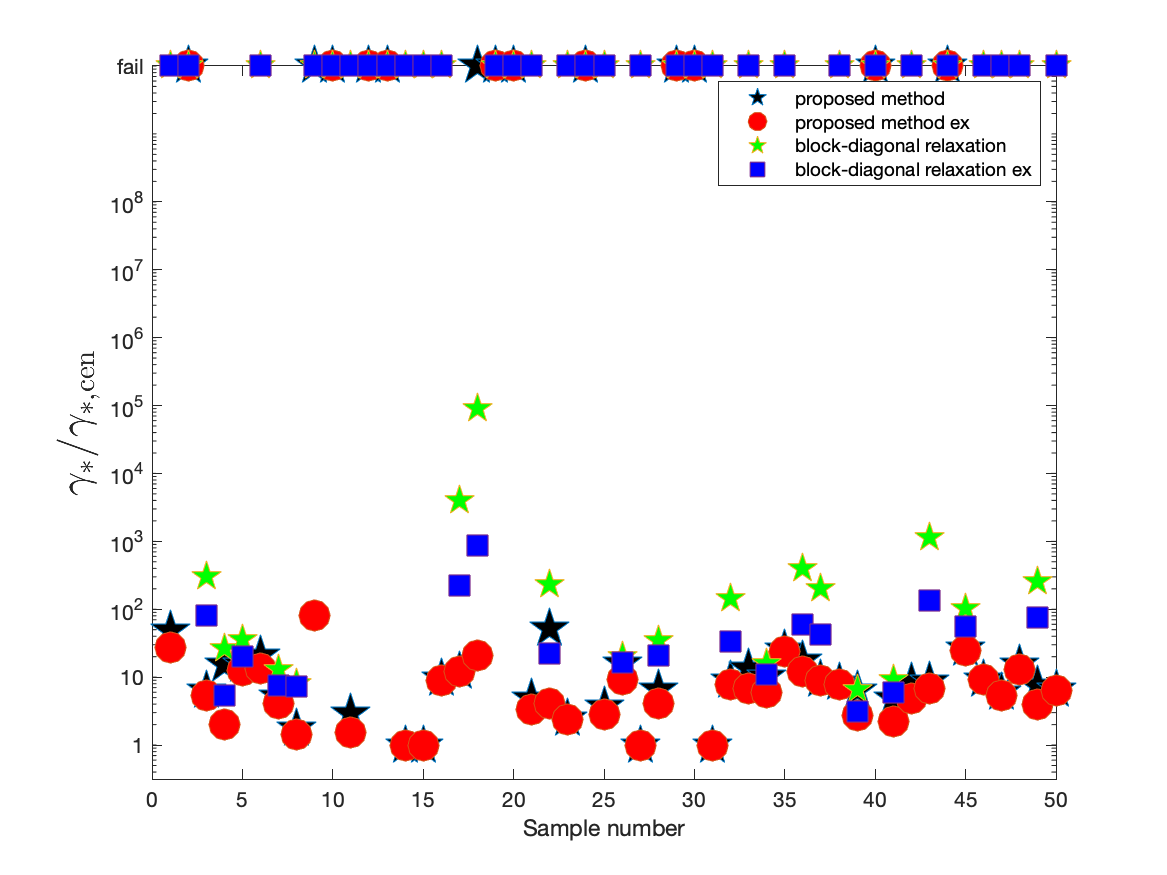 fail
proposed method
proposed method ex
block-diagonal relaxation
block-diagonal relaxation ex
10^8
10^7
10^6
10^5
10^4
10^3
10^2
10
1
γ_*/γ_{*,cen}
0 5 10 15 20 25 30 35 40 45 50
Sample number